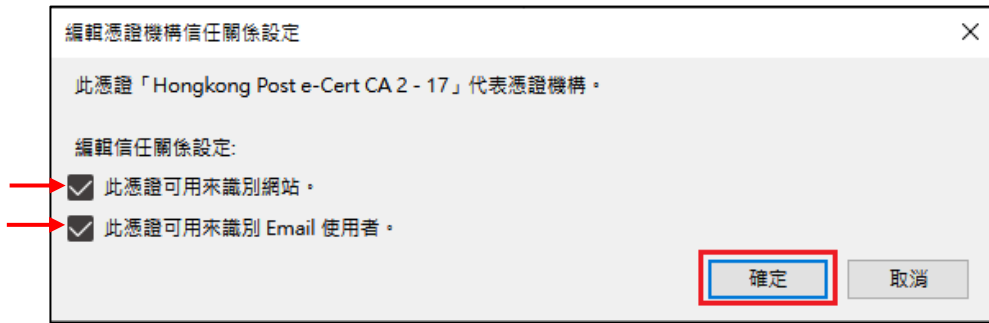 編輯憑證機構信任關係設定
此憑證「Hongkong Post e-Cert CA 2 - 17」代表憑證機構。
編輯信任關係設定:
此憑證可用來識別網站。
此憑證可用來識別 Email 使用者。
確定 取消